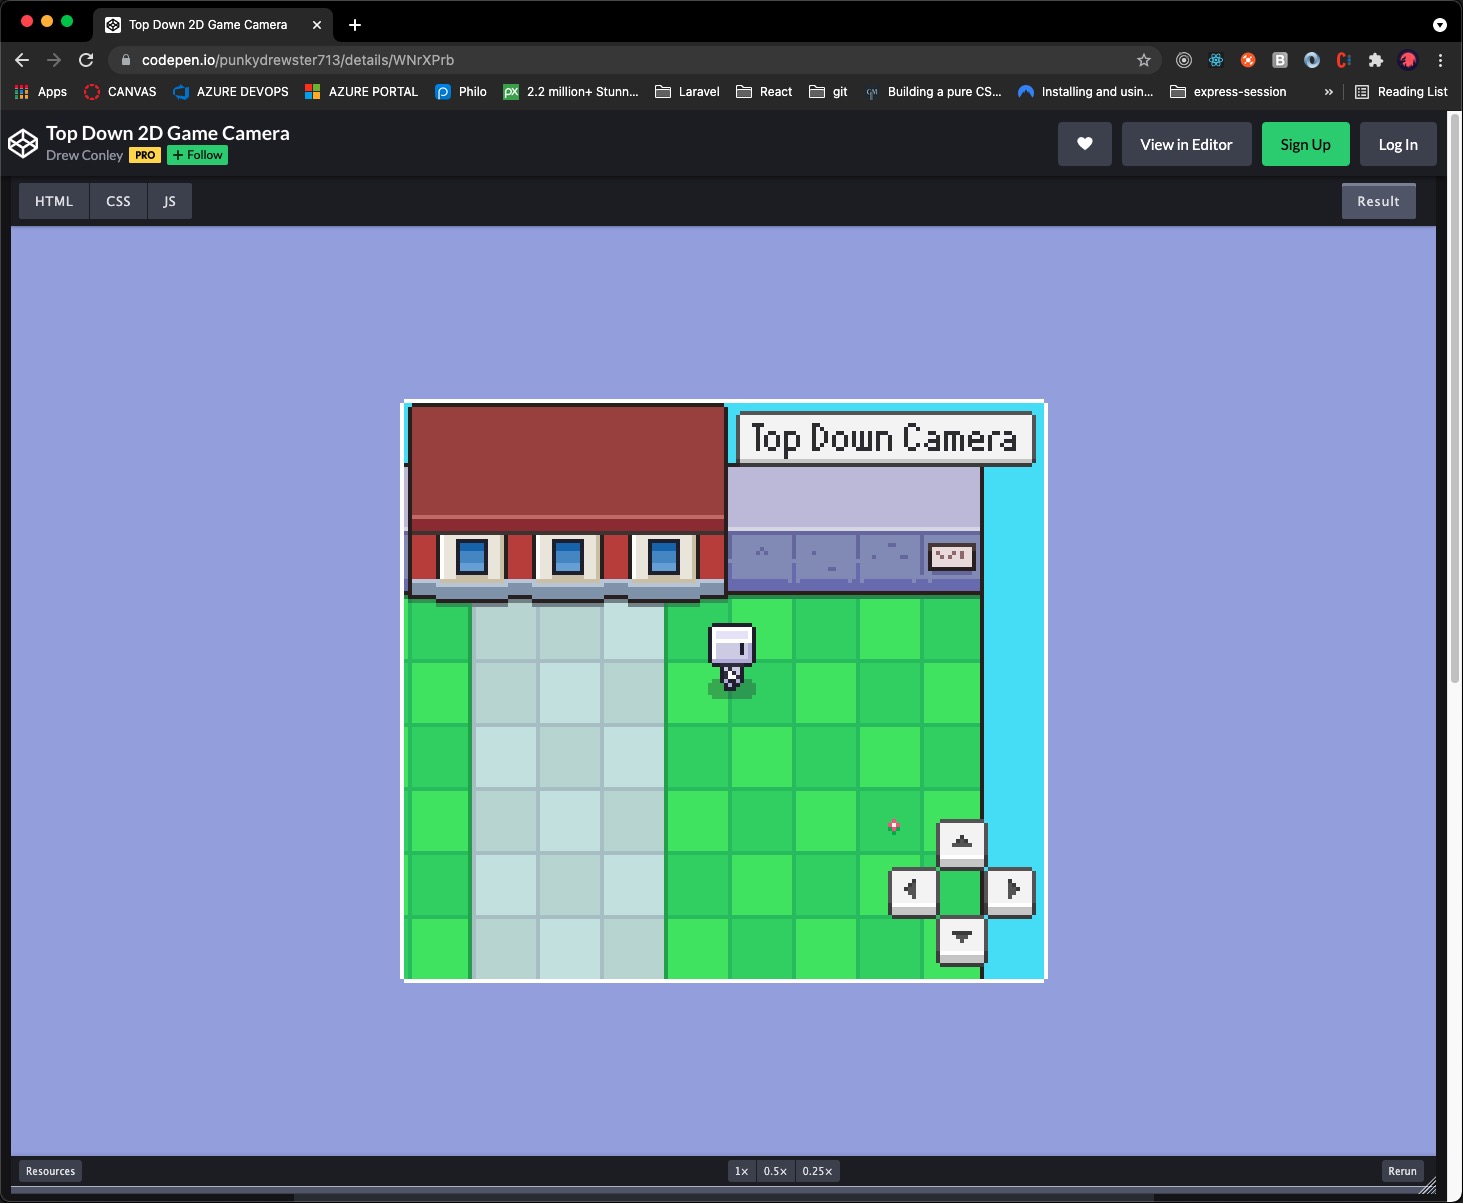 Top Down 2D Game Camera
codepen.io/punkydrewster713/details/WNrXPrb
Apps CANVAS AZURE DEVOPS AZURE PORTAL Philo 2.2 million+ Stunn... Laravel React git Building a pure CS... Installing and usin... express-session » Reading List
Top Down 2D Game Camera
Drew Conley PRO + Follow
View in Editor Sign Up Log In
HTML CSS JS Result
Top Down Camera
Resources 1× 0.5× 0.25× Rerun